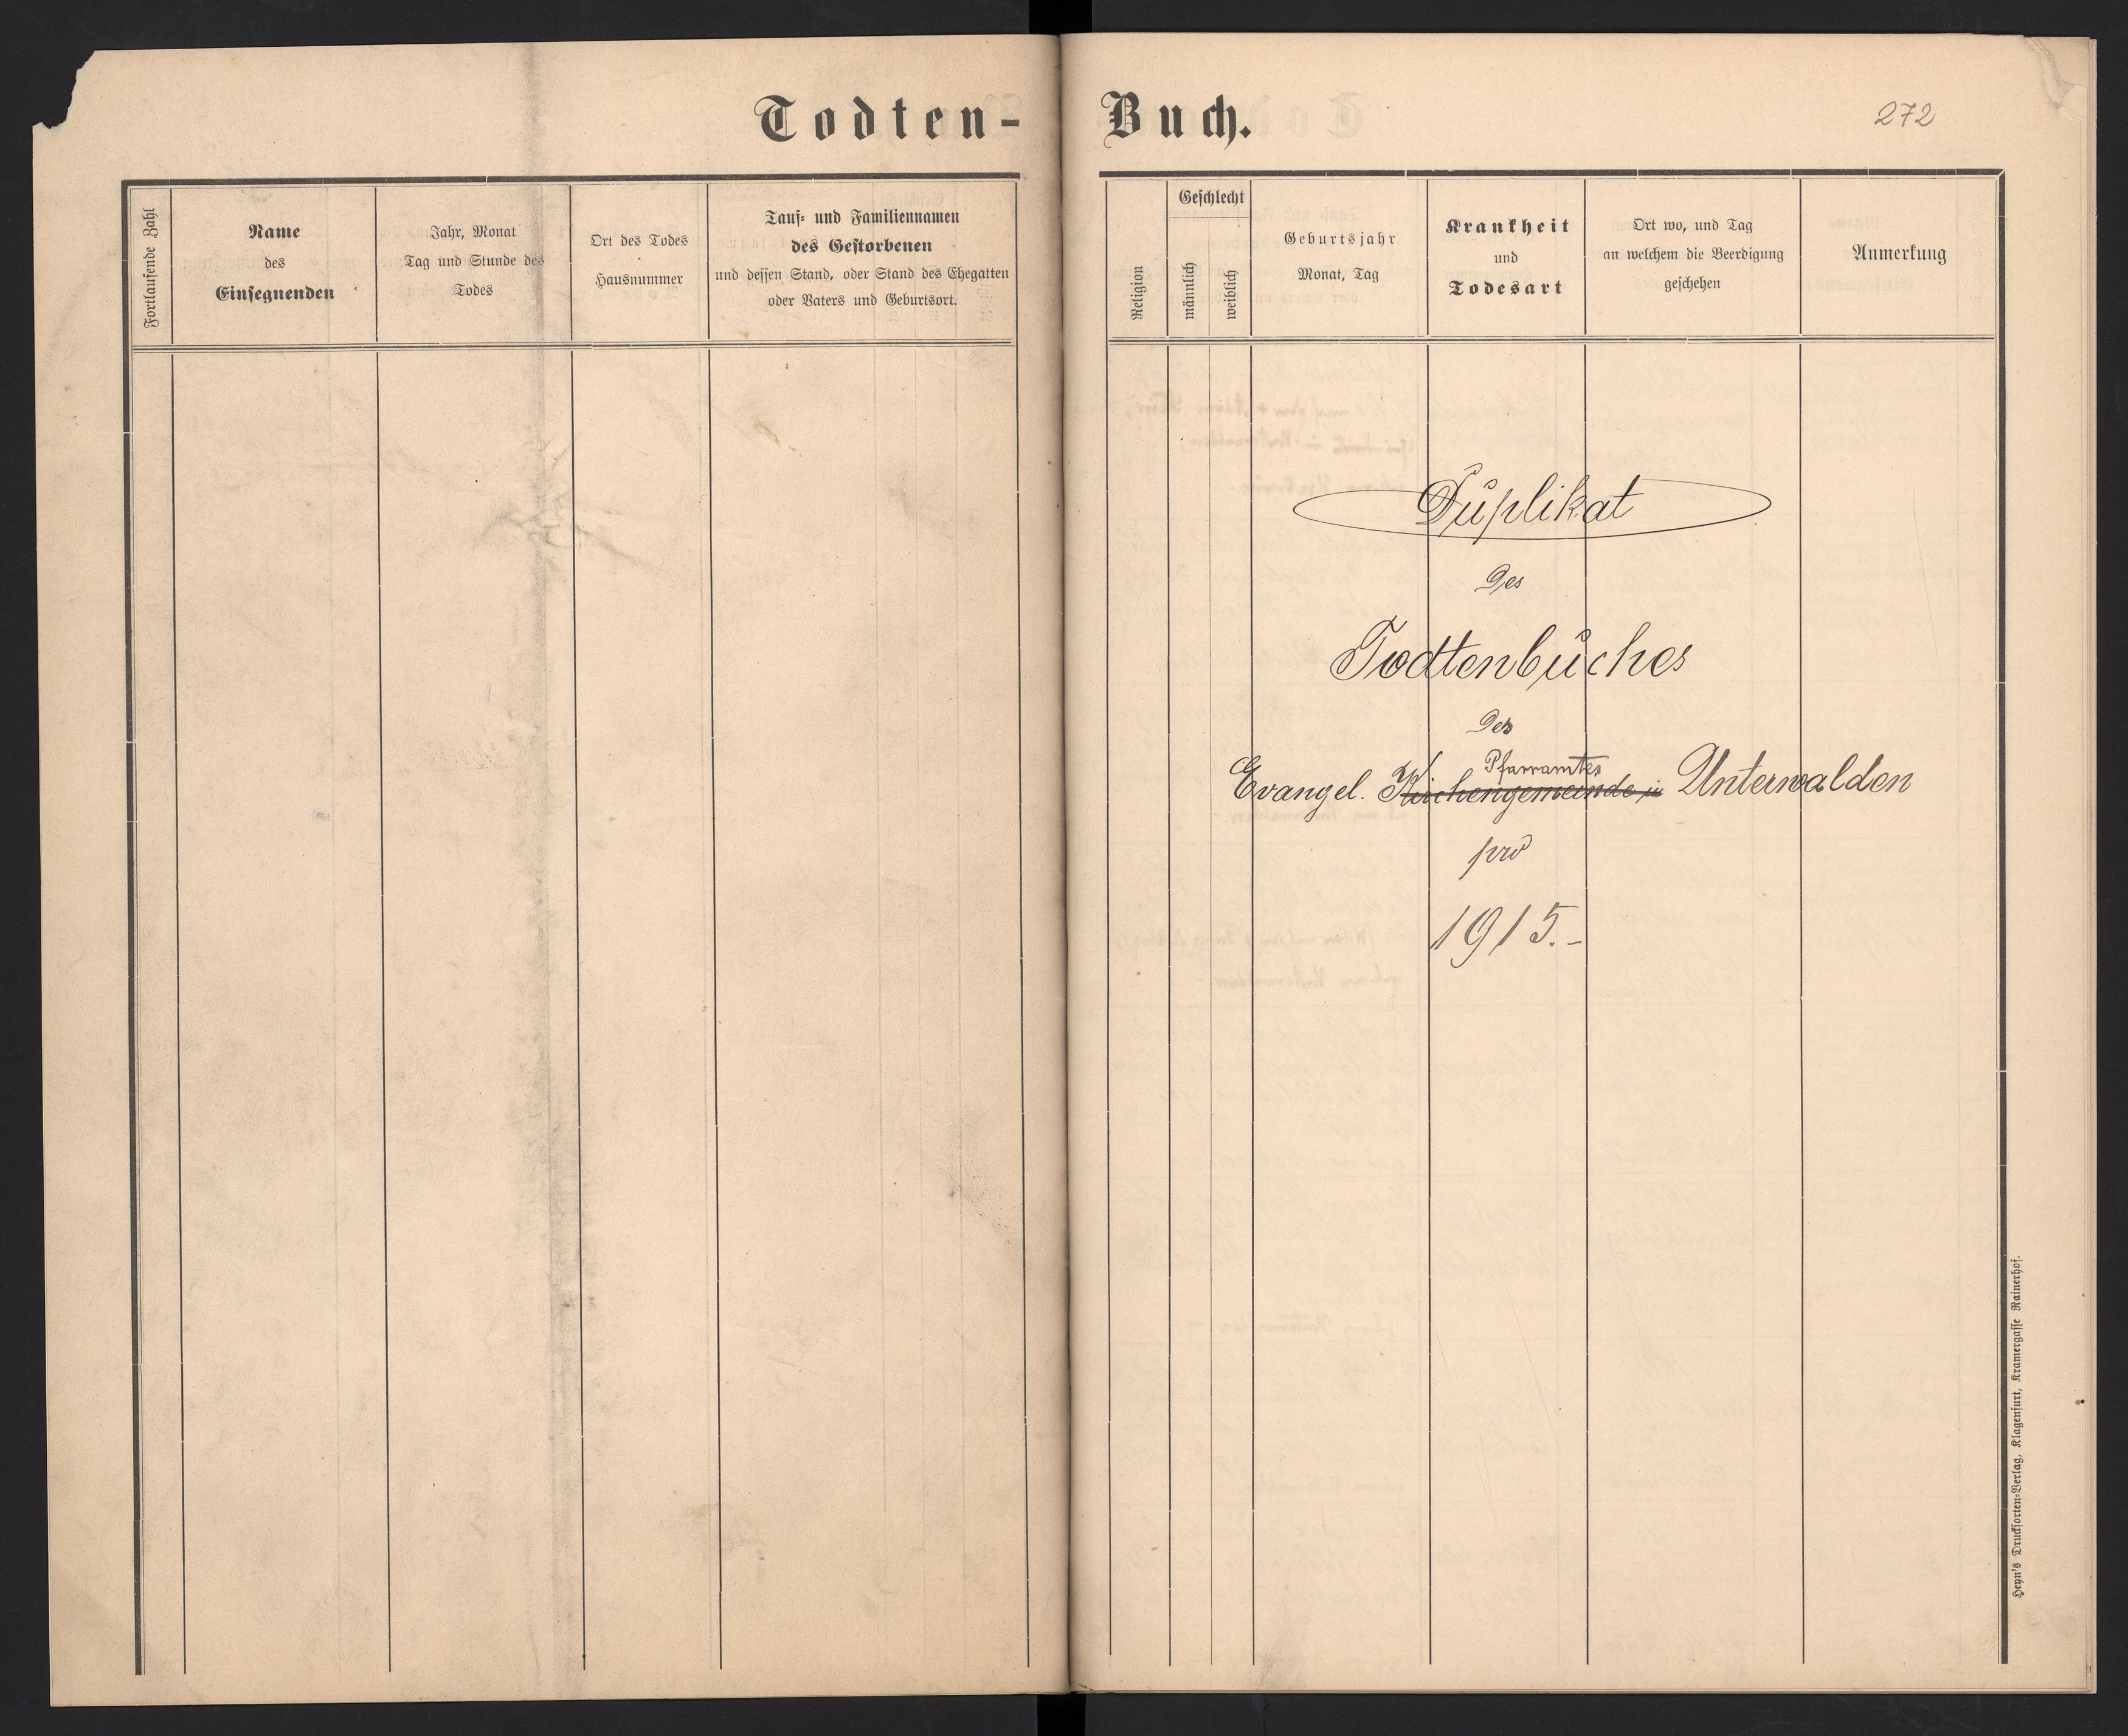 Todten-
Buch.
272
Fortlaufende Zahl
Name
des
Einsegnenden
Jahr, Monat
Tag und Stunde des
Todes
Ort des Todes
Hausnummer
Tauf- und Familiennamen
des Gestorbenen
und dessen Stand, oder Stand des Ehegatten
oder Vaters und Geburtsort.
Religion
Geschlecht
männlich
weiblich
Geburtsjahr
Monat, Tag
Krankheit
und
Todesart
Ort wo, und Tag
an welchem die Beerdigung
geschehen
Anmerkung
Duplikat
des
Todtenbuches
des
Pfarramtes
Evangel. Kirchengemeinde in Unterwalden
pro
1915.-
Heyn's Drucksorten-Verlag, Klagenfurt, Kramergasse Rainerhof.